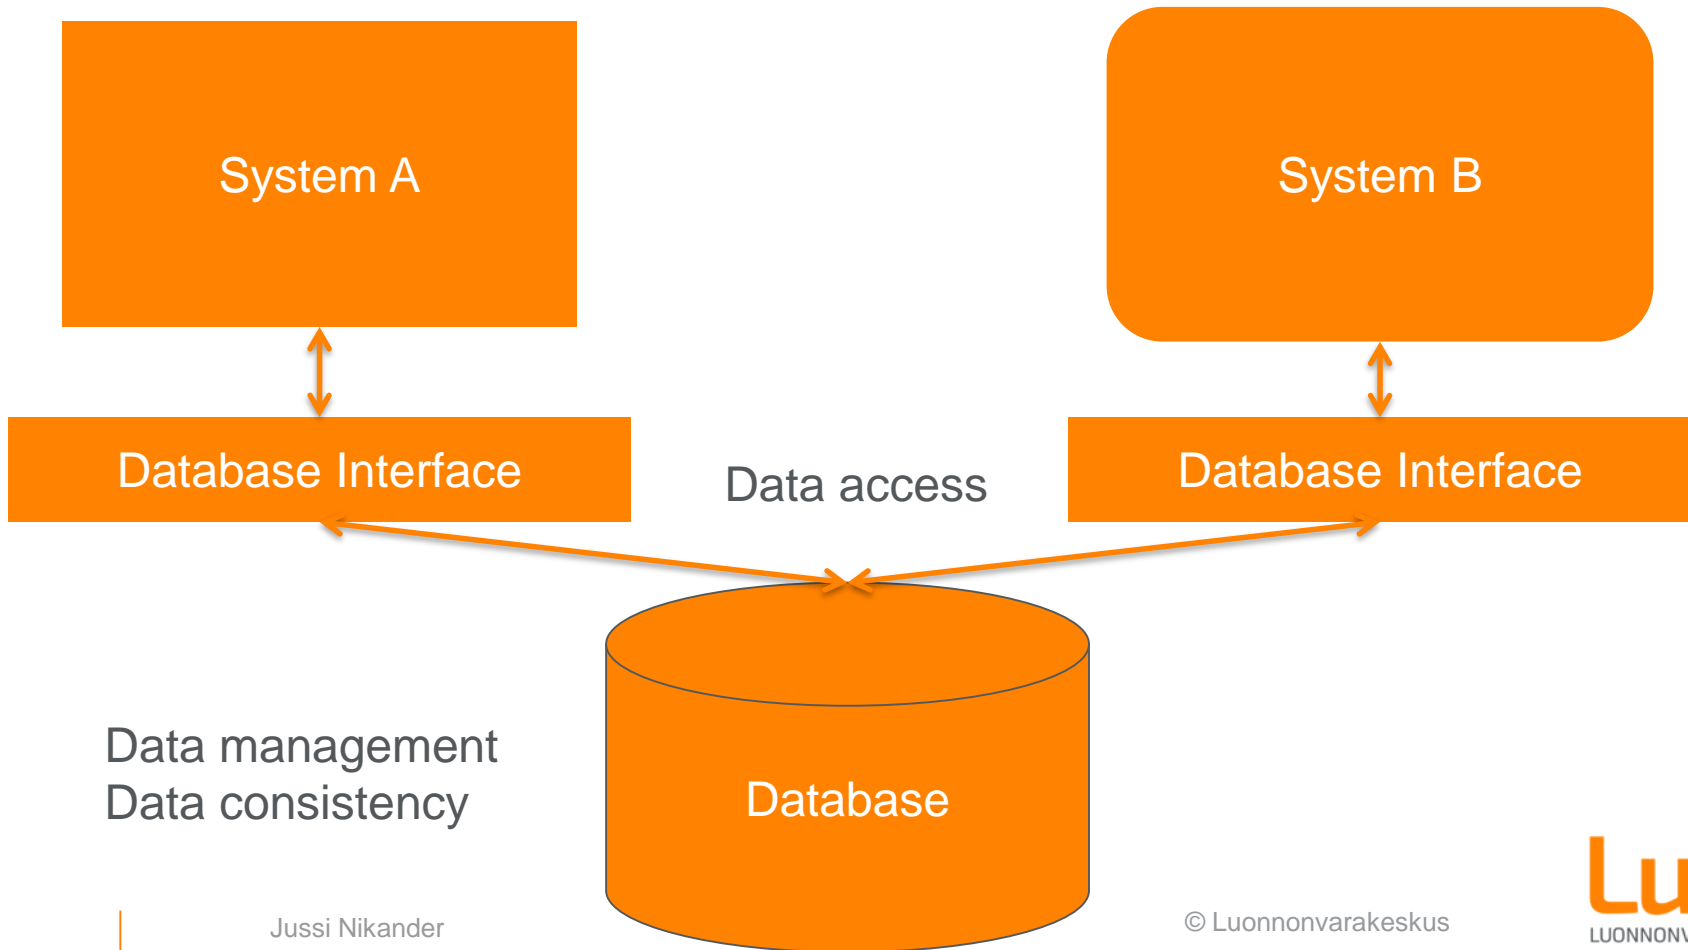 System A
System B
Database Interface
Database Interface
Data access
Data management
Data consistency
Database
Jussi Nikander
© Luonnonvarakeskus